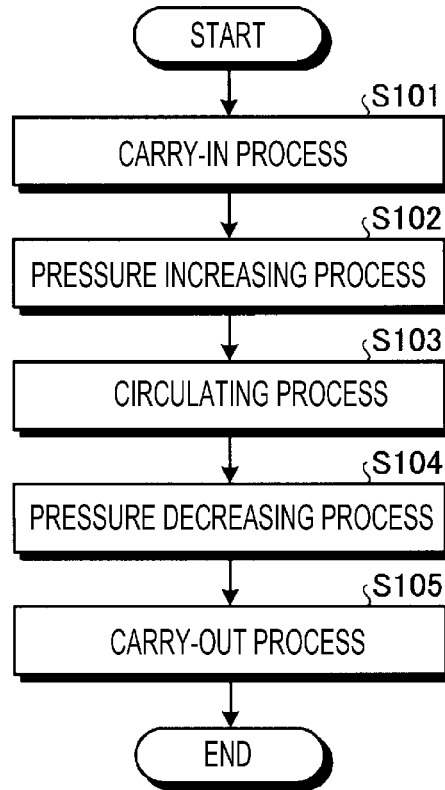 START
S101
CARRY-IN PROCESS
S102
PRESSURE INCREASING PROCESS
S103
CIRCULATING PROCESS
S104
PRESSURE DECREASING PROCESS
S105
CARRY-OUT PROCESS
END